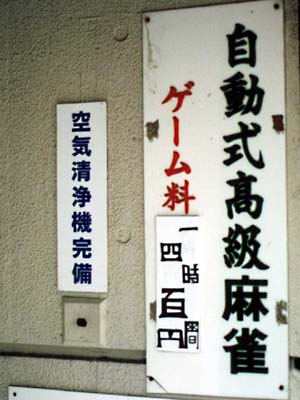 自動式高級麻雀
ゲーム料
一時間
四百円
空気清浄機完備